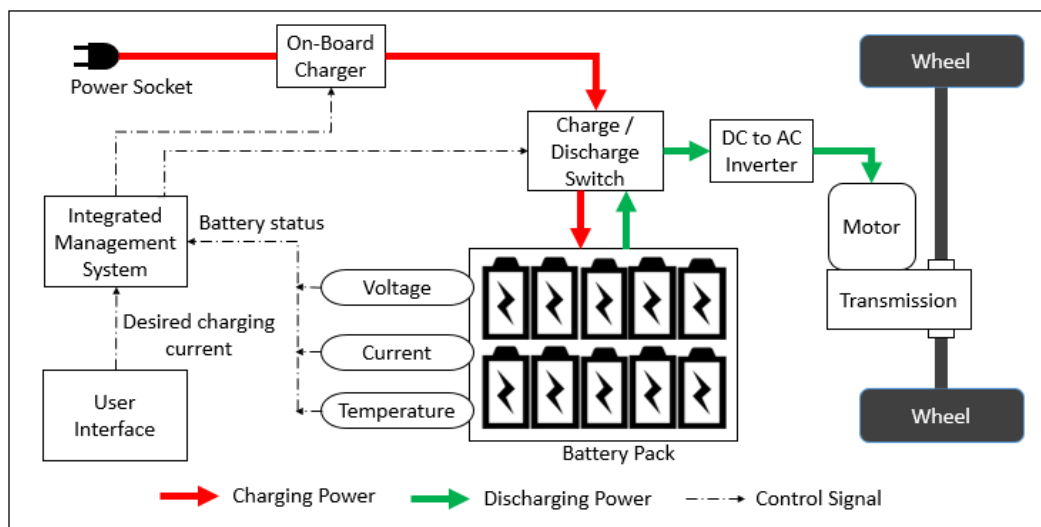 Power Socket
On-Board
Charger
Wheel
Charge /
Discharge
Switch
DC to AC
Inverter
Integrated
Management
System
Battery status
Motor
Voltage
Transmission
Desired charging
current
Current
User
Interface
Temperature
Wheel
Battery Pack
Charging Power
Discharging Power
Control Signal